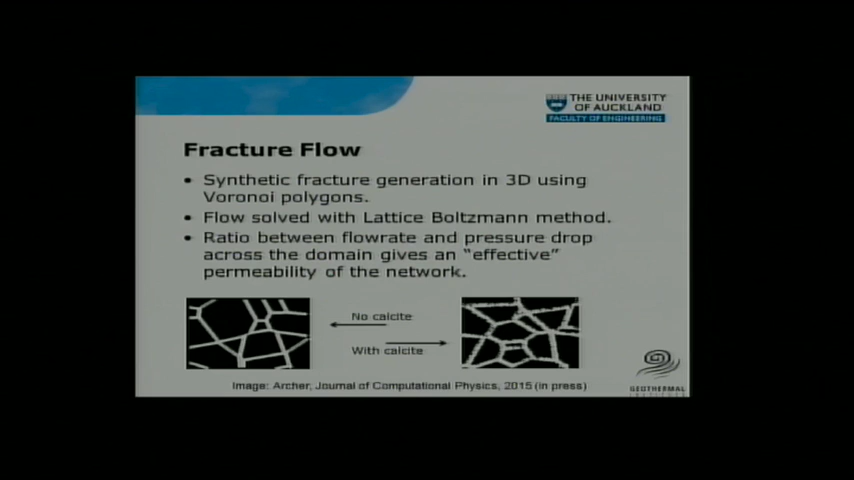 THE UNIVERSITY
OF AUCKLAND
FACULTY OF ENGINEERING
Fracture Flow
• Synthetic fracture generation in 3D using
Voronoi polygons.
• Flow solved with Lattice Boltzmann method.
• Ratio between flowrate and pressure drop
across the domain gives an “effective”
permeability of the network.
No calcite
With calcite
Image: Archer, Journal of Computational Physics, 2015 (in press)
GEOTHERMAL